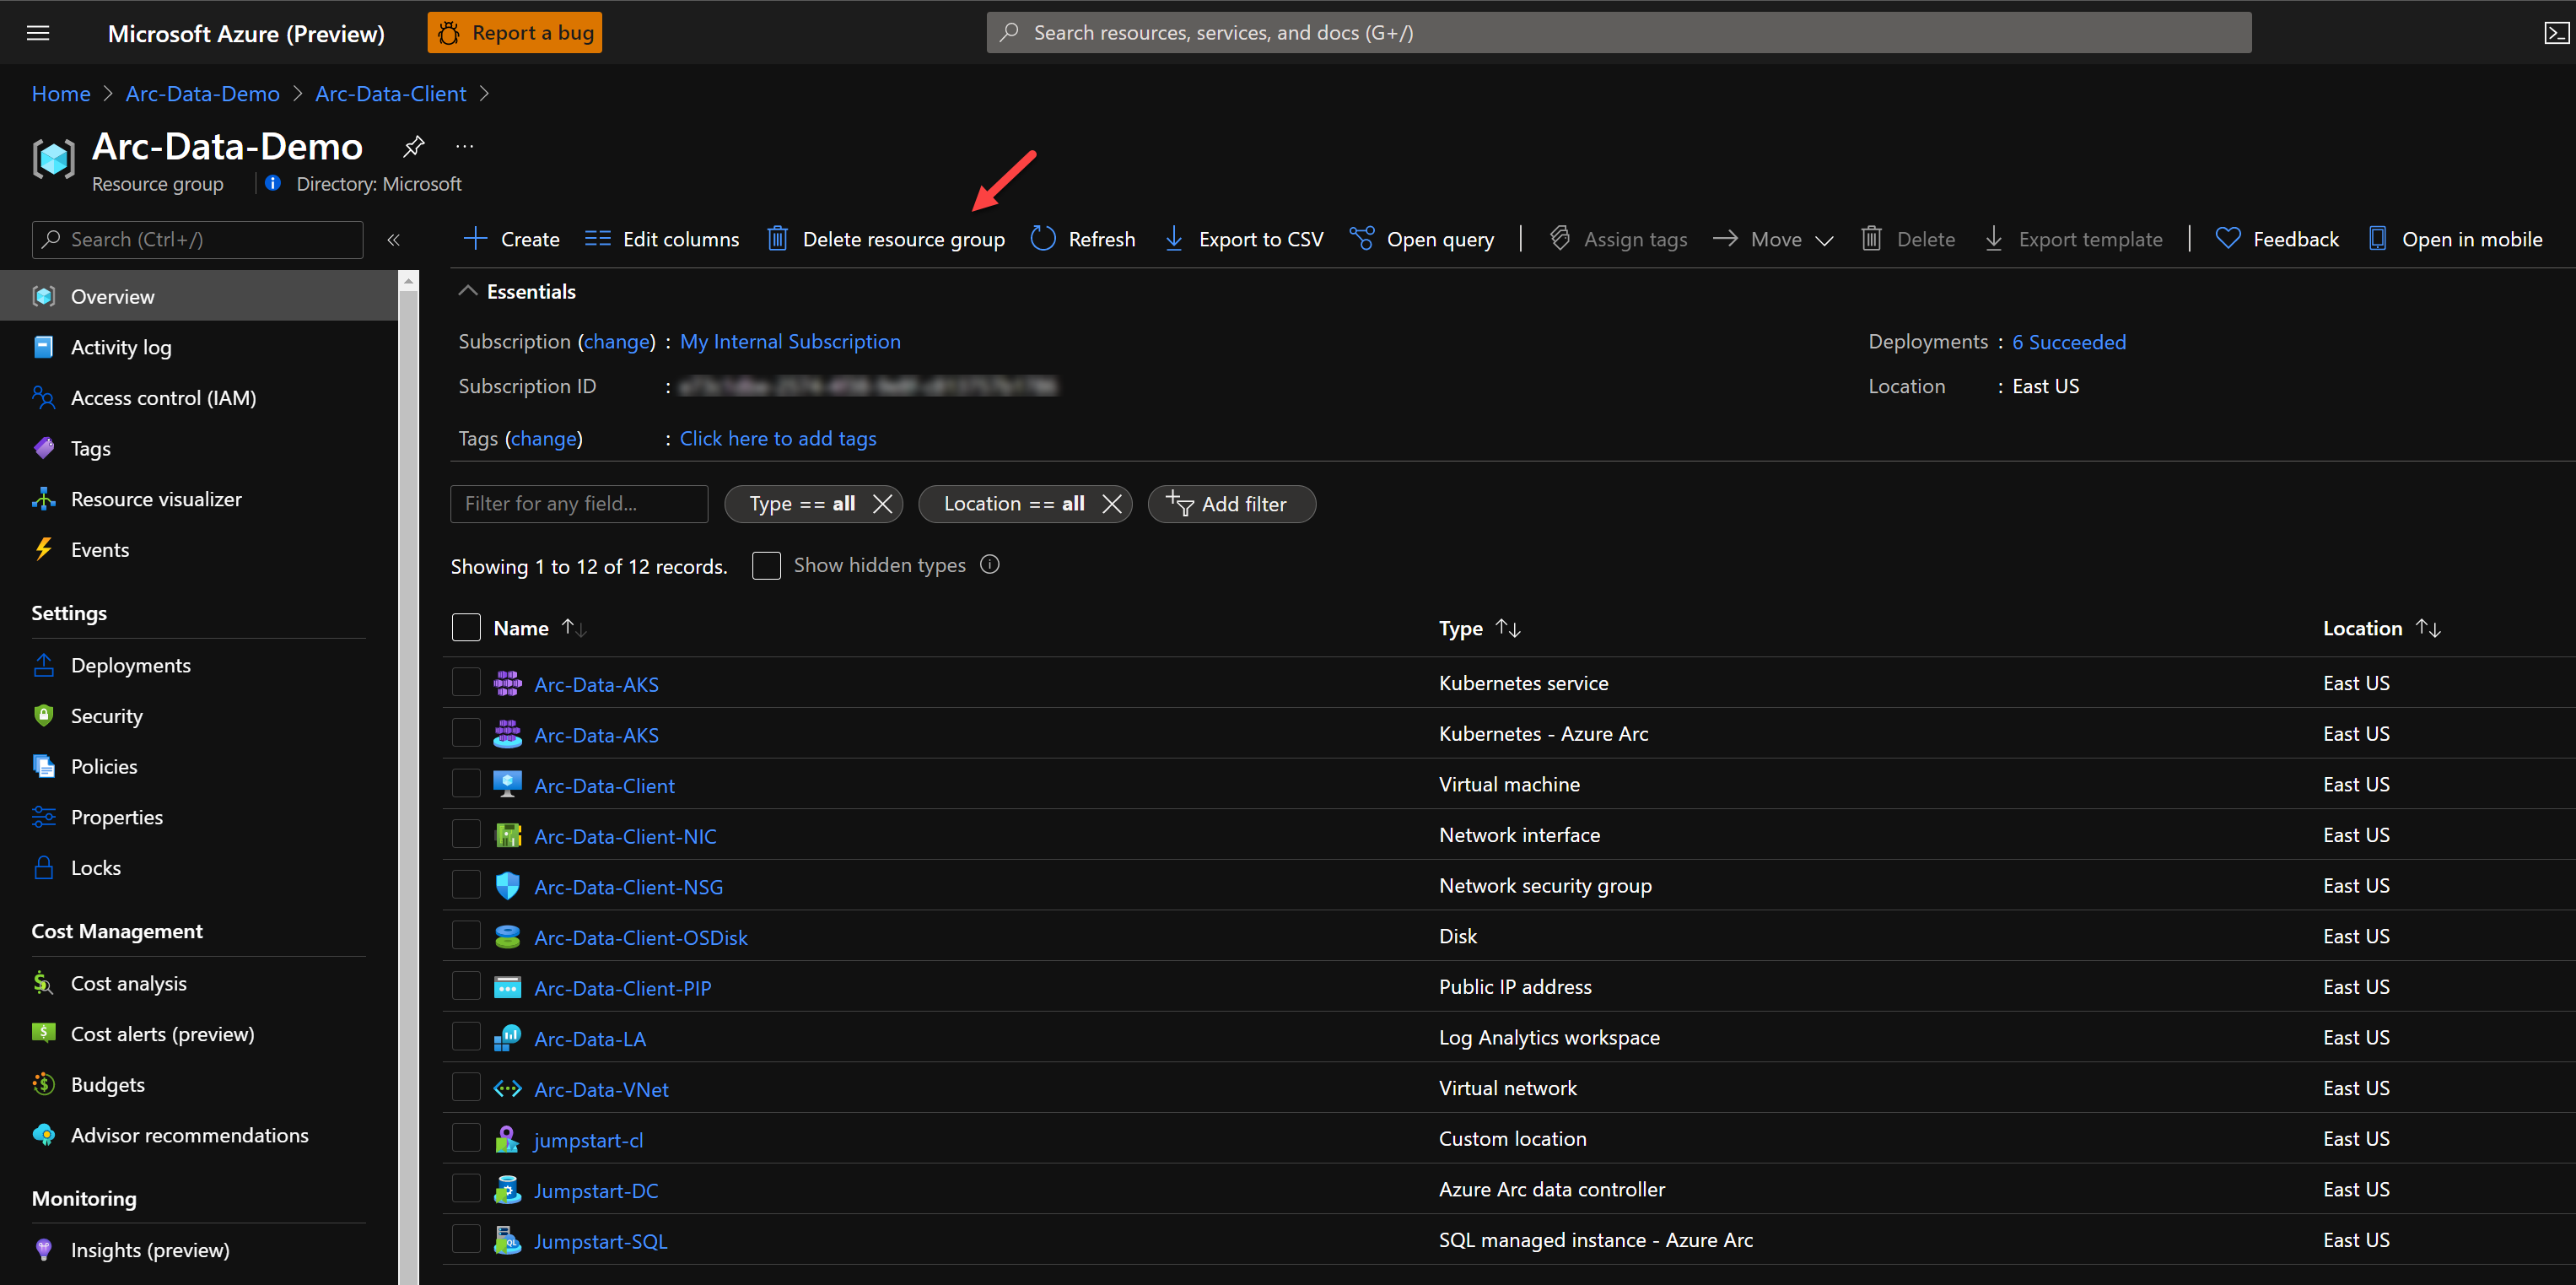 Microsoft Azure (Preview) Report a bug Search resources, services, and docs (G+/)
Home > Arc-Data-Demo > Arc-Data-Client >
Arc-Data-Demo ...
Resource group Directory: Microsoft
Search (Ctrl+/) « Create Edit columns Delete resource group Refresh Export to CSV Open query Assign tags Move Delete Export template Feedback Open in mobile
Overview
Activity log
Access control (IAM)
Tags
Resource visualizer
Events
Settings
Deployments
Security
Policies
Properties
Locks
Cost Management
Cost analysis
Cost alerts (preview)
Budgets
Advisor recommendations
Monitoring
Insights (preview)
Essentials
Subscription (change) : My Internal Subscription
Subscription ID :
Tags (change) : Click here to add tags
Deployments : 6 Succeeded
Location : East US
Filter for any field... Type == all Location == all Add filter
Showing 1 to 12 of 12 records. Show hidden types
Name Type Location
Arc-Data-AKS Kubernetes service East US
Arc-Data-AKS Kubernetes - Azure Arc East US
Arc-Data-Client Virtual machine East US
Arc-Data-Client-NIC Network interface East US
Arc-Data-Client-NSG Network security group East US
Arc-Data-Client-OSDisk Disk East US
Arc-Data-Client-PIP Public IP address East US
Arc-Data-LA Log Analytics workspace East US
Arc-Data-VNet Virtual network East US
jumpstart-cl Custom location East US
Jumpstart-DC Azure Arc data controller East US
Jumpstart-SQL SQL managed instance - Azure Arc East US